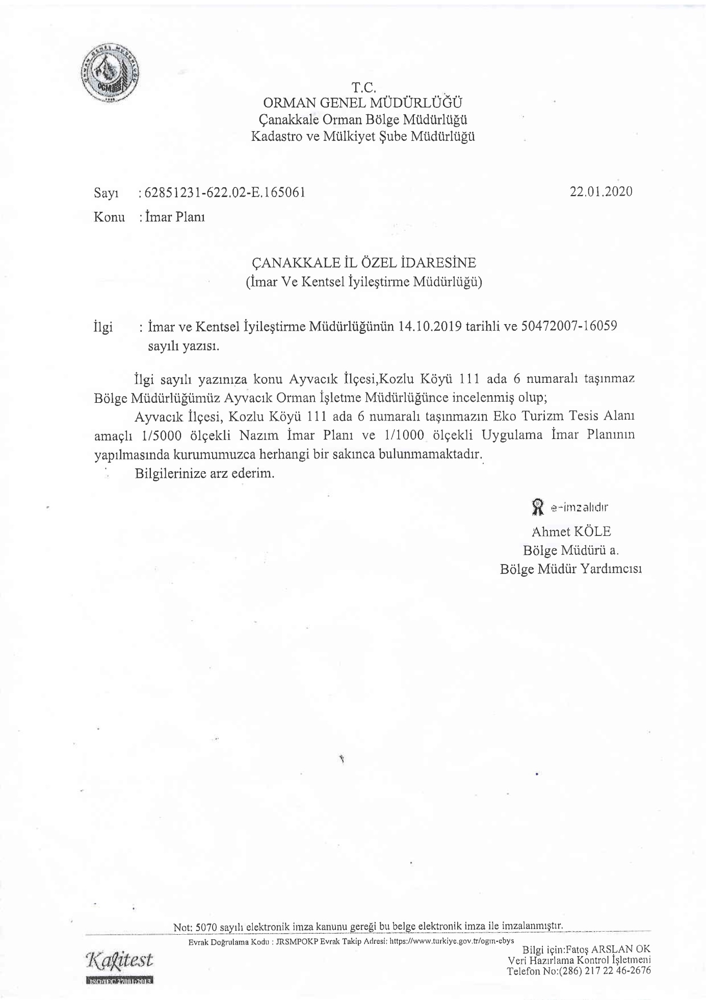 ORMAN GENEL MÜDÜRLÜĞÜ
OGM
T.C.
ORMAN GENEL MÜDÜRLÜĞÜ
Çanakkale Orman Bölge Müdürlüğü
Kadastro ve Mülkiyet Şube Müdürlüğü
Sayı : 62851231-622.02-E.165061 22.01.2020
Konu : İmar Planı
ÇANAKKALE İL ÖZEL İDARESİNE
(İmar Ve Kentsel İyileştirme Müdürlüğü)
İlgi : İmar ve Kentsel İyileştirme Müdürlüğünün 14.10.2019 tarihli ve 50472007-16059
sayılı yazısı.
İlgi sayılı yazınıza konu Ayvacık İlçesi,Kozlu Köyü 111 ada 6 numaralı taşınmaz
Bölge Müdürlüğümüz Ayvacık Orman İşletme Müdürlüğünce incelenmiş olup;
Ayvacık İlçesi, Kozlu Köyü 111 ada 6 numaralı taşınmazın Eko Turizm Tesis Alanı
amaçlı 1/5000 ölçekli Nazım İmar Planı ve 1/1000 ölçekli Uygulama İmar Planının
yapılmasında kurumumuzca herhangi bir sakınca bulunmamaktadır.
Bilgilerinize arz ederim.
e-imzalıdır
Ahmet KÖLE
Bölge Müdürü a.
Bölge Müdür Yardımcısı
Not: 5070 sayılı elektronik imza kanunu gereği bu belge elektronik imza ile imzalanmıştır.
Evrak Doğrulama Kodu : JRSMPOKP Evrak Takip Adresi: https://www.turkiye.gov.tr/ogm-ebys
Bilgi için:Fatoş ARSLAN OK
Veri Hazırlama Kontrol İşletmeni
Telefon No:(286) 217 22 46-2676
Kalitest
ISO/IEC 27001:2013